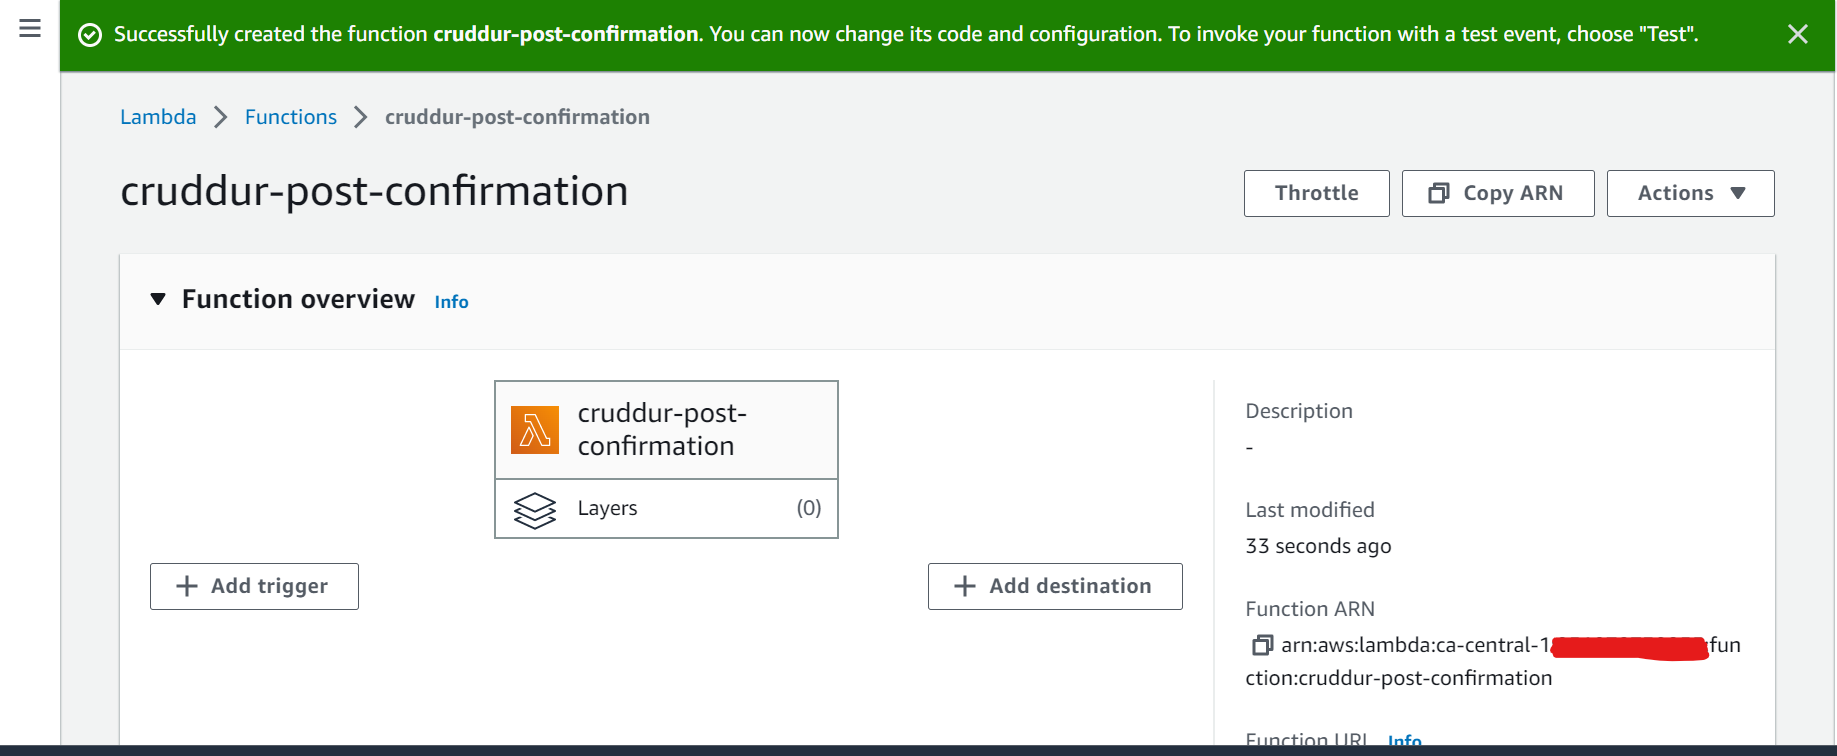 Successfully created the function cruddur-post-confirmation. You can now change its code and configuration. To invoke your function with a test event, choose "Test".
Lambda > Functions > cruddur-post-confirmation
cruddur-post-confirmation
Throttle
Copy ARN
Actions
Function overview Info
cruddur-post-
confirmation
Layers (0)
Add trigger
Add destination
Description
-
Last modified
33 seconds ago
Function ARN
arn:aws:lambda:ca-central-1 :fun
ction:cruddur-post-confirmation
Function URL Info